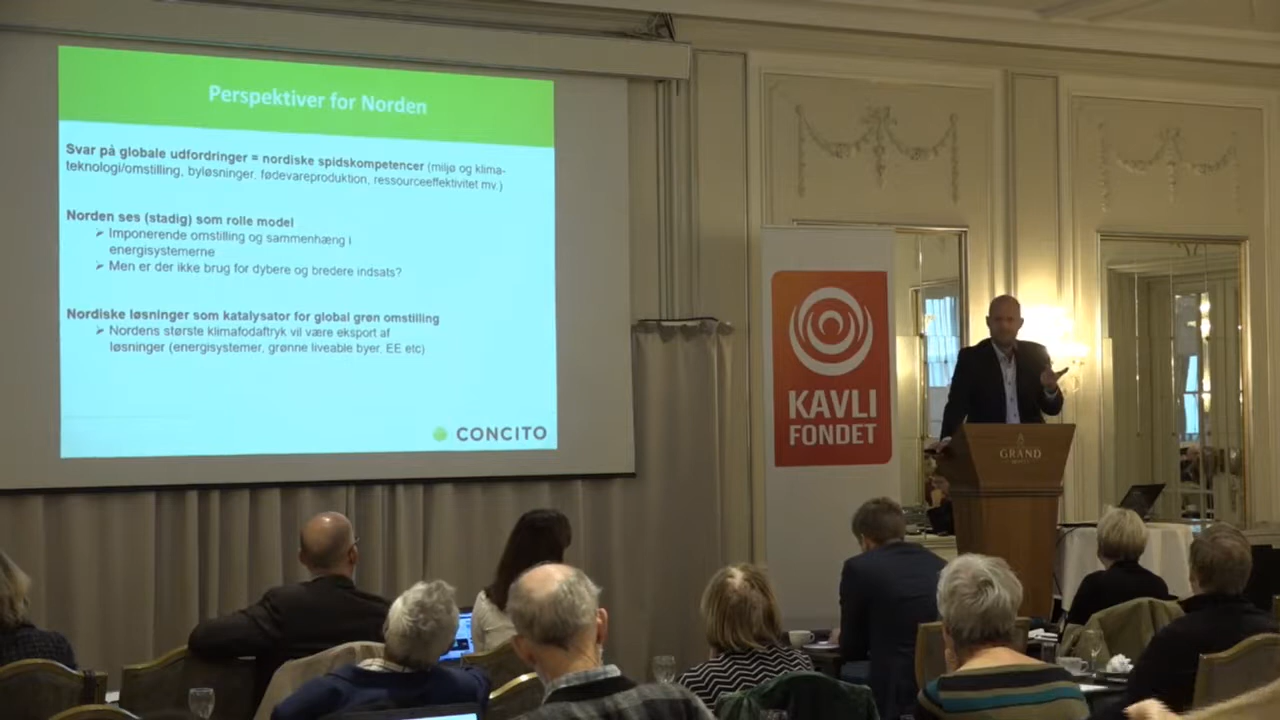 Perspektiver for Norden
Svar på globale udfordringer = nordiske spidskompetencer (miljø og klima-
teknologi/omstilling, byløsninger, fødevareproduktion, ressourceeffektivitet mv.)
Norden ses (stadig) som rolle model
➢ Imponerende omstilling og sammenhæng i
energisystemerne
➢ Men er der ikke brug for dybere og bredere indsats?
Nordiske løsninger som katalysator for global grøn omstilling
➢ Nordens største klimafodaftryk vil være eksport af
løsninger (energisystemer, grønne liveable byer, EE etc)
CONCITO
KAVLI
FONDET
GRAND